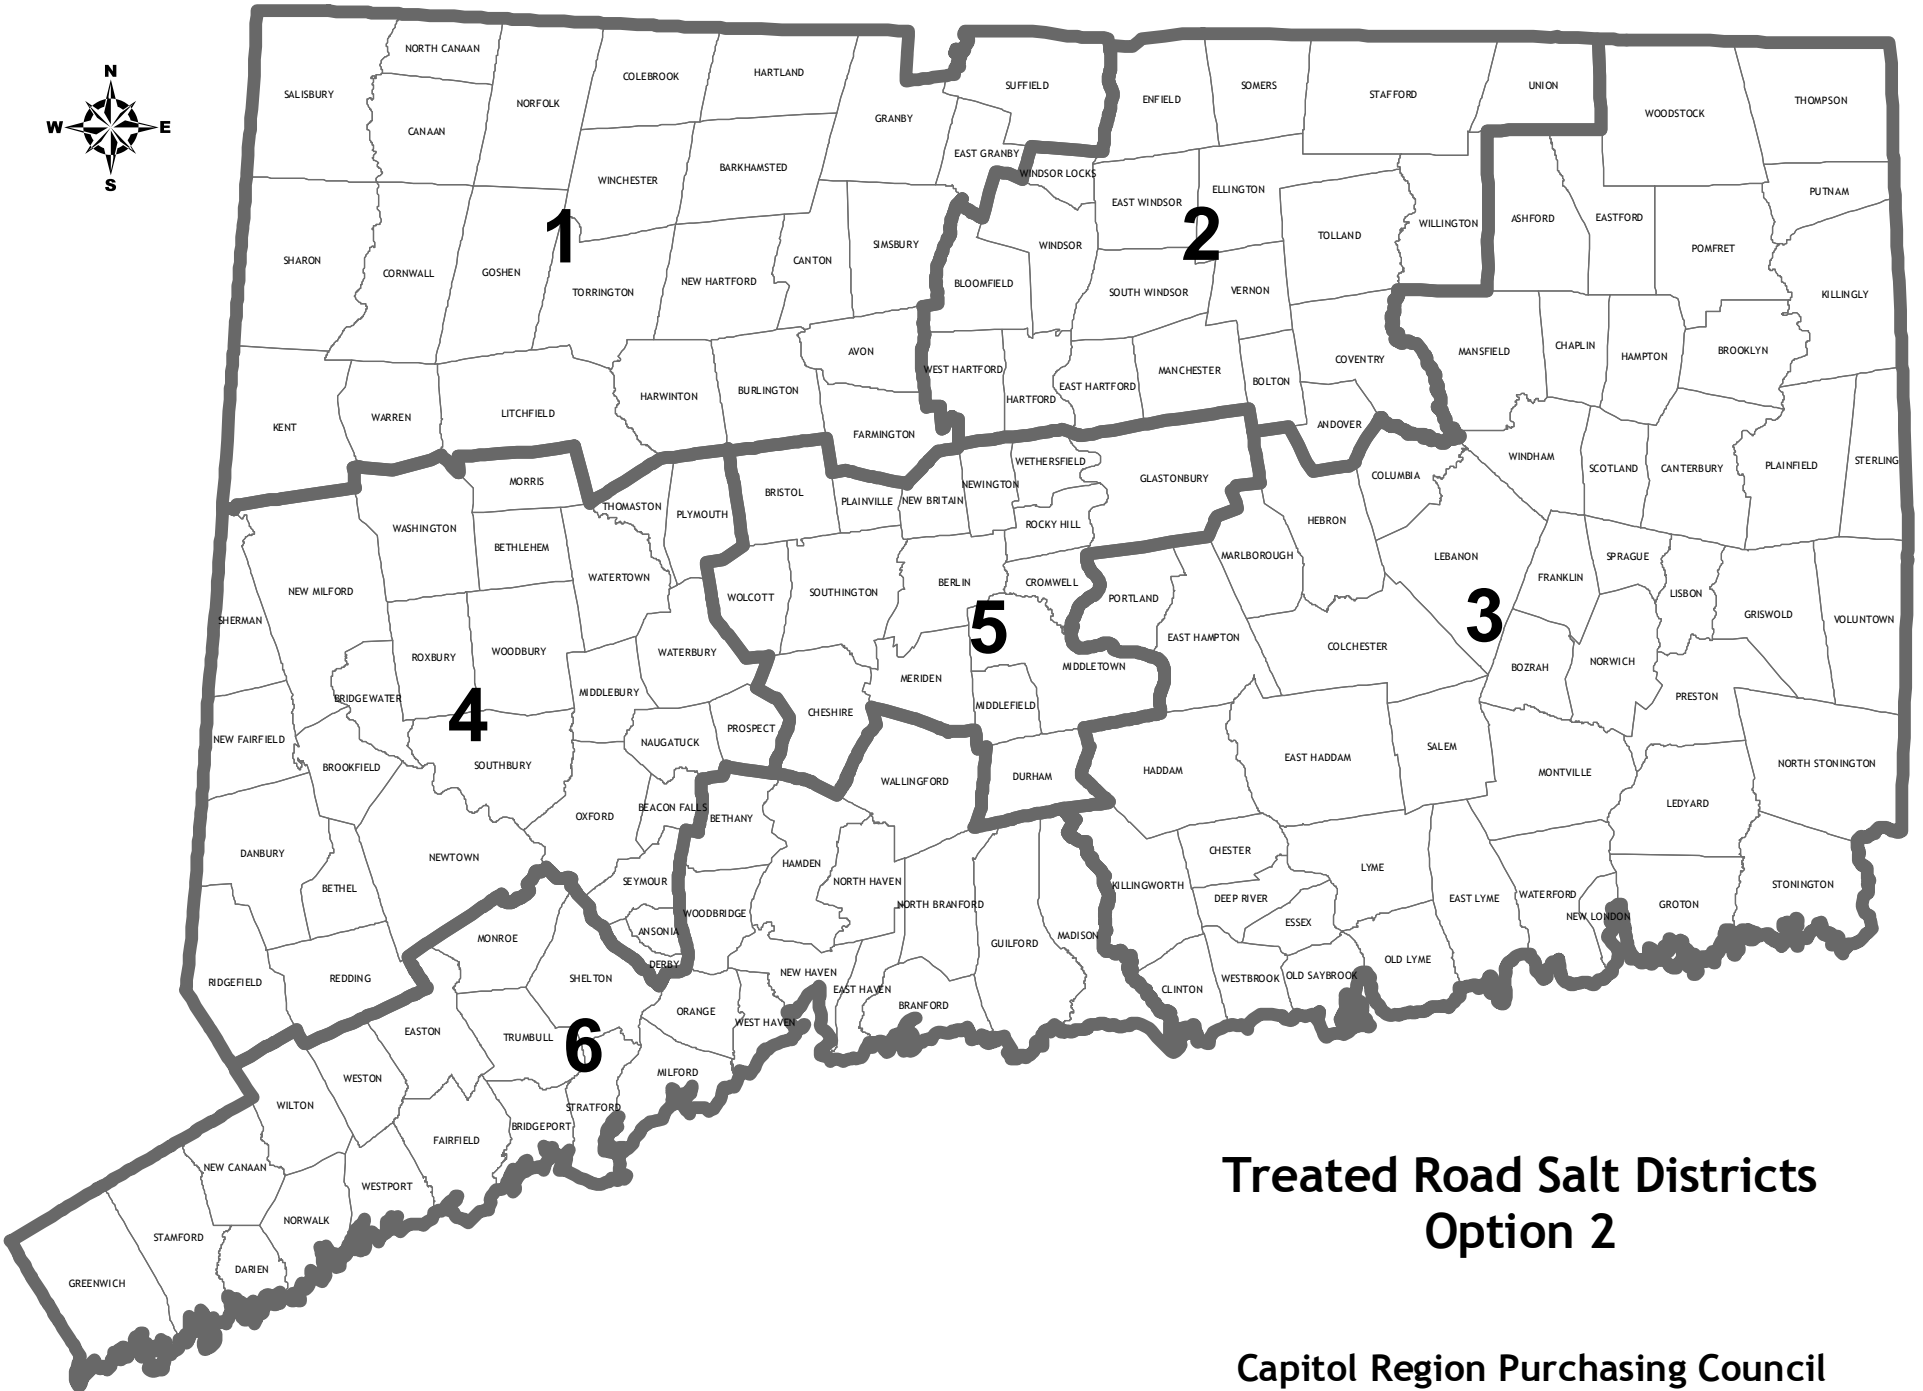 NORTH CANAAN
COLEBROOK
HARTLAND
SALISBURY
NORFOLK
CANAAN
GRANBY
SUFFIELD
ENFIELD
SOMERS
STAFFORD
UNION
WOODSTOCK
THOMPSON
N
W E
S
EAST GRANBY
WINDSOR LOCKS
WINCHESTER
BARKHAMSTED
EAST WINDSOR
ELLINGTON
PUTNAM
1
2
SHARON
CORNWALL
GOSHEN
TORRINGTON
NEW HARTFORD
CANTON
SIMSBURY
BLOOMFIELD
WINDSOR
SOUTH WINDSOR
VERNON
TOLLAND
WILLINGTON
ASHFORD
EASTFORD
POMFRET
KILLINGLY
AVON
WEST HARTFORD
HARTFORD
EAST HARTFORD
MANCHESTER
BOLTON
COVENTRY
MANSFIELD
CHAPLIN
HAMPTON
BROOKLYN
KENT
WARREN
LITCHFIELD
HARWINTON
BURLINGTON
FARMINGTON
ANDOVER
WETHERSFIELD
COLUMBIA
WINDHAM
SCOTLAND
CANTERBURY
PLAINFIELD
STERLING
MORRIS
THOMASTON
PLYMOUTH
BRISTOL
PLAINVILLE
NEW BRITAIN
NEWINGTON
GLASTONBURY
ROCKY HILL
HEBRON
WASHINGTON
BETHLEHEM
WATERTOWN
NEW MILFORD
SHERMAN
WOLCOTT
SOUTHINGTON
BERLIN
CROMWELL
PORTLAND
MARLBOROUGH
LEBANON
FRANKLIN
SPRAGUE
LISBON
GRISWOLD
VOLUNTOWN
5
3
EAST HAMPTON
COLCHESTER
BOZRAH
NORWICH
PRESTON
ROXBURY
WOODBURY
WATERBURY
MIDDLEBURY
BRIDGEWATER
4
MERIDEN
MIDDLETOWN
MIDDLEFIELD
CHESHIRE
PROSPECT
NAUGATUCK
NEW FAIRFIELD
BROOKFIELD
SOUTHBURY
WALLINGFORD
DURHAM
HADDAM
EAST HADDAM
SALEM
MONTVILLE
NORTH STONINGTON
LEDYARD
OXFORD
BEACON FALLS
BETHANY
DANBURY
BETHEL
NEWTOWN
SEYMOUR
HAMDEN
NORTH HAVEN
CHESTER
LYME
KILLINGWORTH
DEEP RIVER
ESSEX
EAST LYME
WATERFORD
NEW LONDON
GROTON
STONINGTON
WOODBRIDGE
NORTH BRANFORD
GUILFORD
MADISON
ANSONIA
DERBY
MONROE
SHELTON
RIDGEFIELD
REDDING
NEW HAVEN
EAST HAVEN
BRANFORD
CLINTON
WESTBROOK
OLD SAYBROOK
OLD LYME
ORANGE
WEST HAVEN
EASTON
TRUMBULL
6
MILFORD
WESTON
WILTON
STRATFORD
BRIDGEPORT
FAIRFIELD
NEW CANAAN
WESTPORT
NORWALK
STAMFORD
DARIEN
GREENWICH
Treated Road Salt Districts
Option 2
Capitol Region Purchasing Council